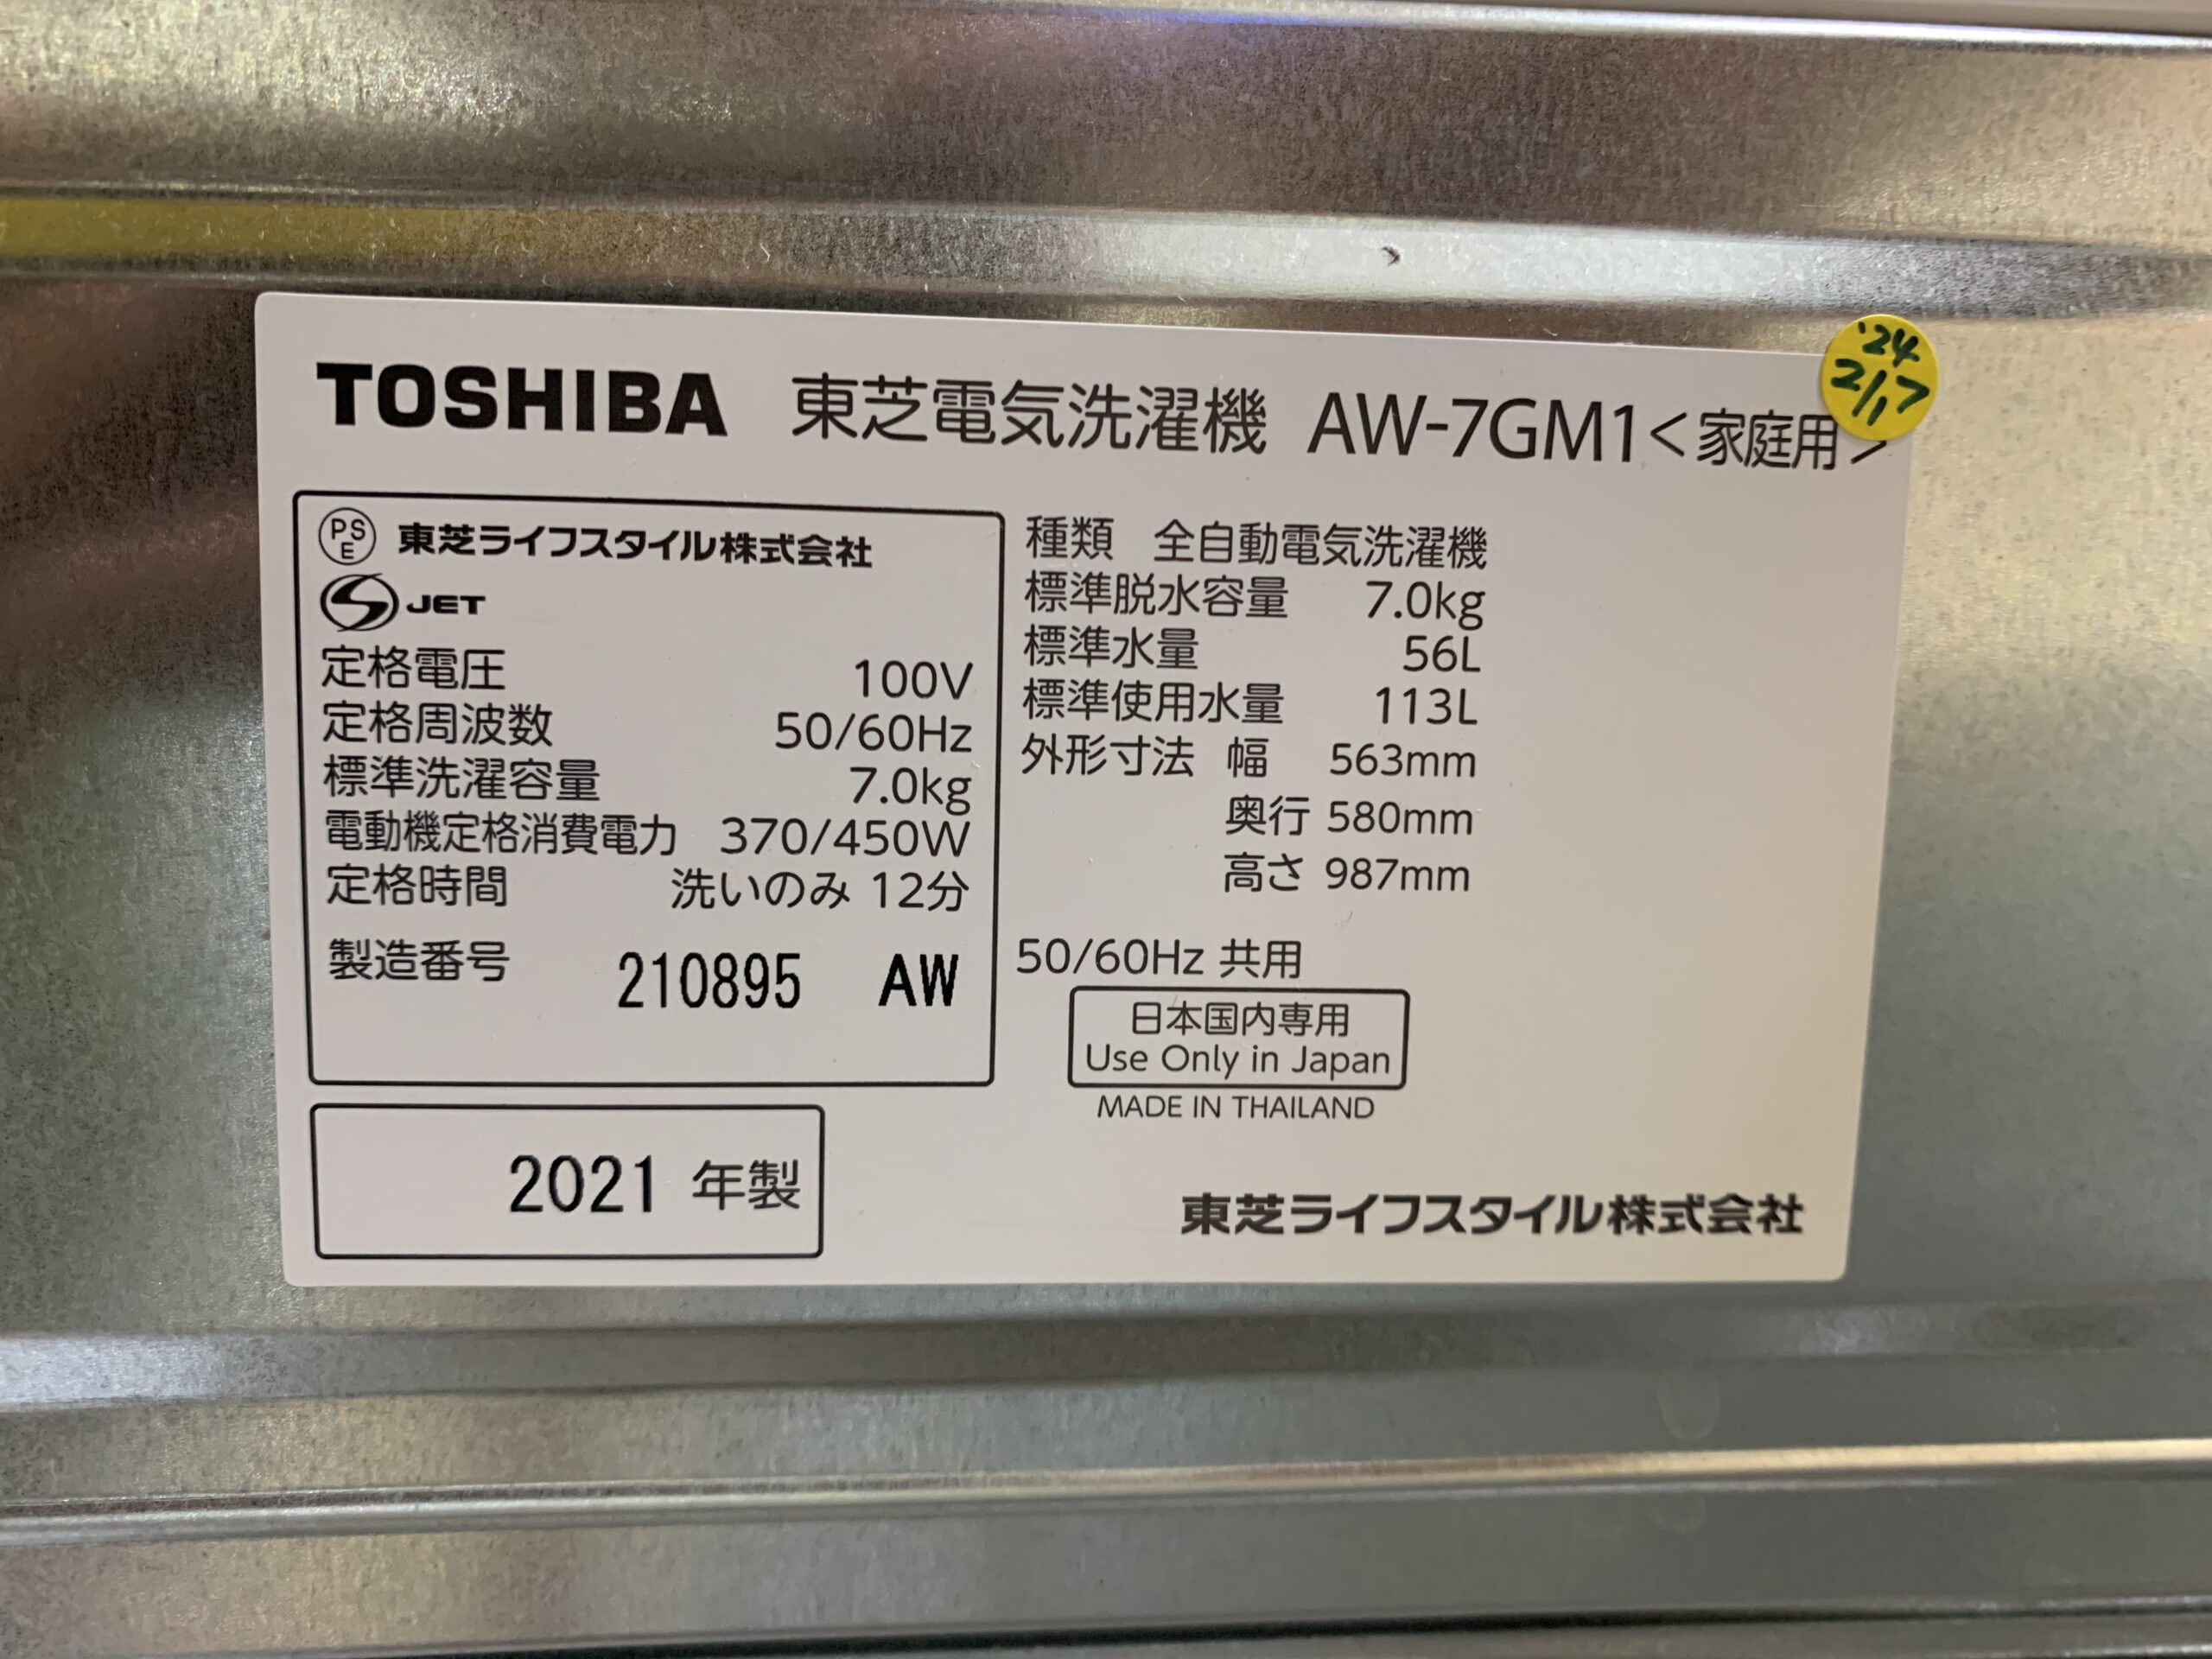 TOSHIBA 東芝電気洗濯機 AW-7GM1<家庭用>
'24
2/17
PSE 東芝ライフスタイル株式会社
JET
定格電圧 100V
定格周波数 50/60Hz
標準洗濯容量 7.0kg
電動機定格消費電力 370/450W
定格時間 洗いのみ 12分
製造番号 210895 AW
2021 年製
種類 全自動電気洗濯機
標準脱水容量 7.0kg
標準水量 56L
標準使用水量 113L
外形寸法 幅 563mm
奥行 580mm
高さ 987mm
50/60Hz 共用
日本国内専用
Use Only in Japan
MADE IN THAILAND
東芝ライフスタイル株式会社